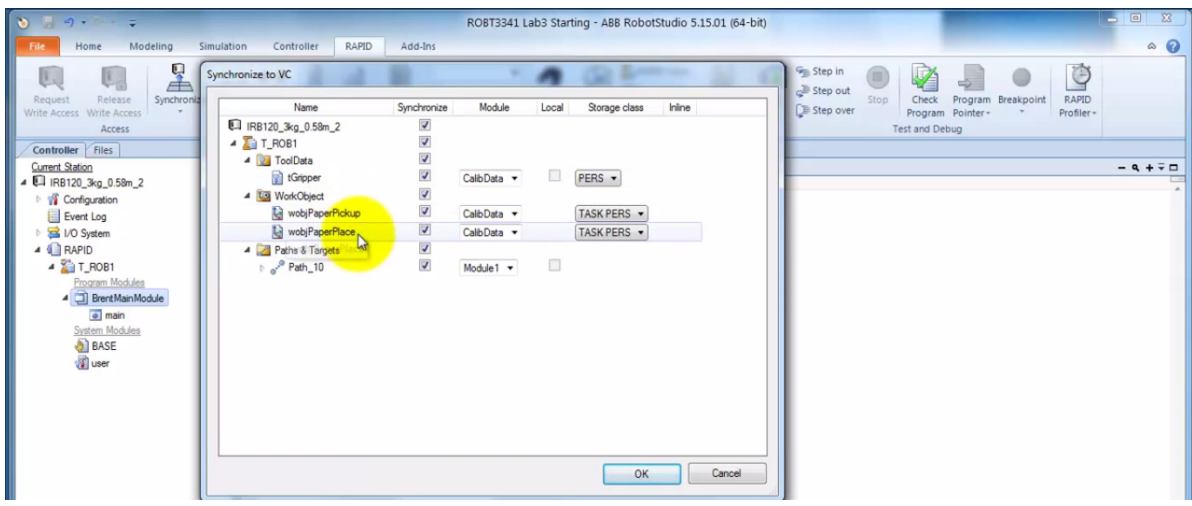 ROBT3341 Lab3 Starting - ABB RobotStudio 5.15.01 (64-bit)
File Home Modeling Simulation Controller RAPID Add-Ins
Request Write Access
Release Write Access
Access
Step in
Step out
Step over
Stop
Check Program
Program Pointer
Breakpoint
RAPID Profiler
Test and Debug
Controller Files
Current Station
IRB120_3kg_0.58m_2
Configuration
Event Log
I/O System
RAPID
T_ROB1
Program Modules
BrentMainModule
main
System Modules
BASE
user
Synchronize to VC
Name Synchronize Module Local Storage class Inline
IRB120_3kg_0.58m_2
T_ROB1
ToolData
tGripper CalibData PERS
WorkObject
wobjPaperPickup CalibData TASK PERS
wobjPaperPlace CalibData TASK PERS
Paths & Targets
Path_10 Module1
OK Cancel